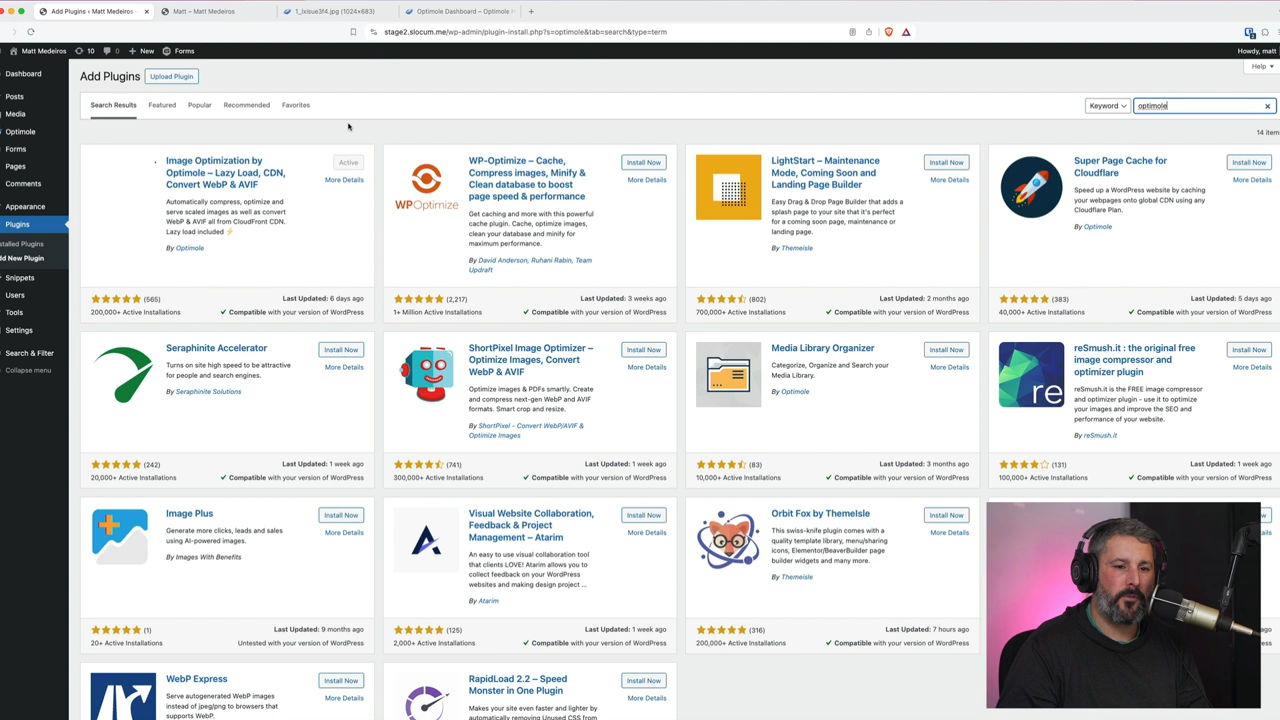 Add Plugins ‹ Matt Medeiros
Matt – Matt Medeiros
1_lxisue3f4.jpg (1024×683)
Optimole Dashboard – Optimole
stage2.slocum.me/wp-admin/plugin-install.php?s=optimole&tab=search&type=term
Matt Medeiros
10
0
New
Forms
Howdy, matt
Dashboard
Posts
Media
Optimole
Forms
Pages
Comments
Appearance
Plugins
stalled Plugins
dd New Plugin
Snippets
Users
Tools
Settings
Search & Filter
Collapse menu
Add Plugins
Upload Plugin
Help
Search Results
Featured
Popular
Recommended
Favorites
Keyword
optimole
14 item
Image Optimization by
Optimole – Lazy Load, CDN,
Convert WebP & AVIF
Active
More Details
Automatically compress, optimize and
serve scaled images as well as convert
WebP & AVIF all from CloudFront CDN.
Lazy load included ⚡
By Optimole
(565)
Last Updated: 6 days ago
200,000+ Active Installations
✓ Compatible with your version of WordPress
WPOptimize
WP-Optimize – Cache,
Compress images, Minify &
Clean database to boost
page speed & performance
Install Now
More Details
Get caching and more with this powerful
cache plugin. Cache, optimize images,
clean your database and minify for
maximum performance.
By David Anderson, Ruhani Rabin, Team
Updraft
(2,217)
Last Updated: 3 weeks ago
1+ Million Active Installations
✓ Compatible with your version of WordPress
LightStart – Maintenance
Mode, Coming Soon and
Landing Page Builder
Install Now
More Details
Easy Drag & Drop Page Builder that adds a
splash page to your site that it's perfect
for a coming soon page, maintenance or
landing page.
By Themeisle
(802)
Last Updated: 2 months ago
700,000+ Active Installations
✓ Compatible with your version of WordPress
Super Page Cache for
Cloudflare
Install Now
More Details
Speed up a WordPress website by caching
your webpages onto global CDN using any
Cloudflare Plan.
By Optimole
(383)
Last Updated: 5 days ago
40,000+ Active Installations
✓ Compatible with your version of WordPress
Seraphinite Accelerator
Install Now
More Details
Turns on site high speed to be attractive
for people and search engines.
By Seraphinite Solutions
(242)
Last Updated: 1 week ago
20,000+ Active Installations
✓ Compatible with your version of WordPress
ShortPixel Image Optimizer –
Optimize Images, Convert
WebP & AVIF
Install Now
More Details
Optimize images & PDFs smartly. Create
and compress next-gen WebP and AVIF
formats. Smart crop and resize.
By ShortPixel - Convert WebP/AVIF &
Optimize Images
(741)
Last Updated: 1 week ago
300,000+ Active Installations
✓ Compatible with your version of WordPress
Media Library Organizer
Install Now
More Details
Categorize, Organize and Search your
Media Library.
By Optimole
(83)
Last Updated: 3 months ago
10,000+ Active Installations
✓ Compatible with your version of WordPress
re
reSmush.it : the original free
image compressor and
optimizer plugin
Install Now
More Details
reSmush.it is the FREE image compressor
and optimizer plugin - use it to optimize
your images and improve the SEO and
performance of your website.
By reSmush.it
(131)
Last Updated: 1 week ago
100,000+ Active Installations
✓ Compatible with your version of WordPress
Image Plus
Install Now
More Details
Generate more clicks, leads and sales
using AI-powered images.
By Images With Benefits
(1)
Last Updated: 9 months ago
20+ Active Installations
Untested with your version of WordPress
Visual Website Collaboration,
Feedback & Project
Management – Atarim
Install Now
More Details
An easy to use visual collaboration tool
that clients LOVE! Atarim allows you to
collect feedback on your WordPress
websites and making design project ...
By Atarim
(125)
Last Updated: 1 week ago
2,000+ Active Installations
✓ Compatible with your version of WordPress
Orbit Fox by ThemeIsle
Install Now
More Details
This swiss-knife plugin comes with a
quality template library, menu/sharing
icons, Elementor/BeaverBuilder page
builder widgets and many more.
By Themeisle
(316)
Last Updated: 7 hours ago
200,000+ Active Installations
✓ Compatible with your version of WordPress
WebP Express
Install Now
More Details
Serve autogenerated WebP images
instead of jpeg/png to browsers that
supports WebP.
RapidLoad 2.2 – Speed
Monster in One Plugin
Install Now
More Details
Makes your site even faster and lighter by
automatically removing Unused CSS from